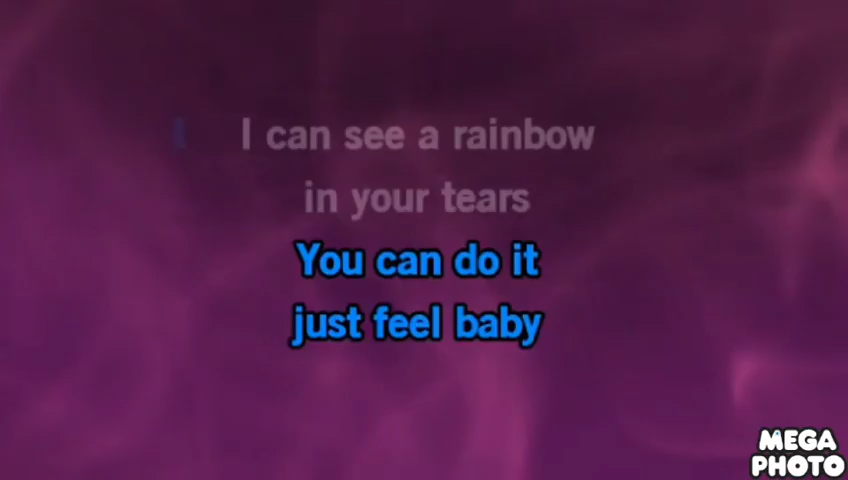 I can see a rainbow
in your tears
You can do it
just feel baby
MEGA
PHOTO